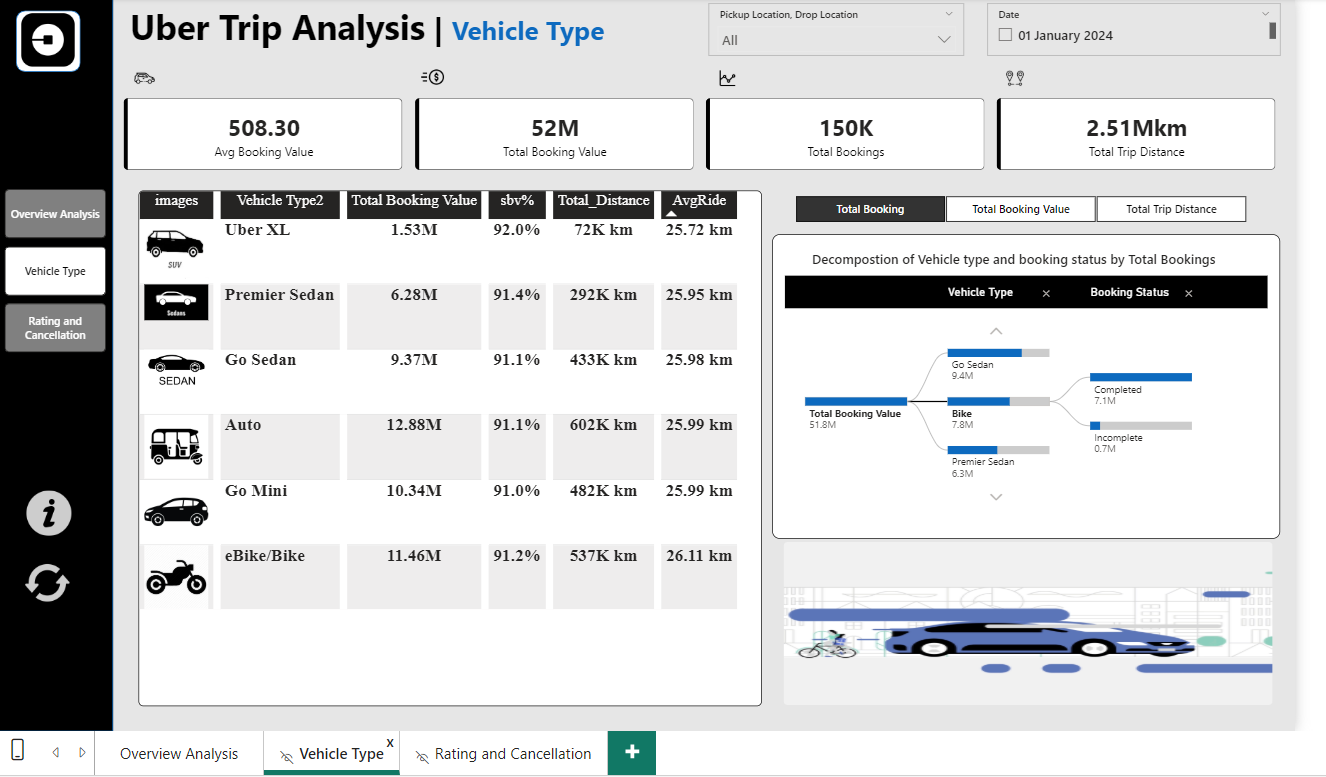 Uber Trip Analysis | Vehicle Type
Pickup Location, Drop Location
All
Date
01 January 2024
508.30
Avg Booking Value
52M
Total Booking Value
150K
Total Bookings
2.51Mkm
Total Trip Distance
Overview Analysis
Vehicle Type
Rating and
Cancellation
images Vehicle Type2 Total Booking Value sbv% Total_Distance AvgRide
Uber XL 1.53M 92.0% 72K km 25.72 km
SUV
Premier Sedan 6.28M 91.4% 292K km 25.95 km
Sedans
Go Sedan 9.37M 91.1% 433K km 25.98 km
SEDAN
Auto 12.88M 91.1% 602K km 25.99 km
Go Mini 10.34M 91.0% 482K km 25.99 km
eBike/Bike 11.46M 91.2% 537K km 26.11 km
Total Booking Total Booking Value Total Trip Distance
Decompostion of Vehicle type and booking status by Total Bookings
Vehicle Type × Booking Status ×
Total Booking Value
51.8M
Go Sedan
9.4M
Bike
7.8M
Premier Sedan
6.3M
Completed
7.1M
Incomplete
0.7M
Overview Analysis Vehicle Type x Rating and Cancellation +